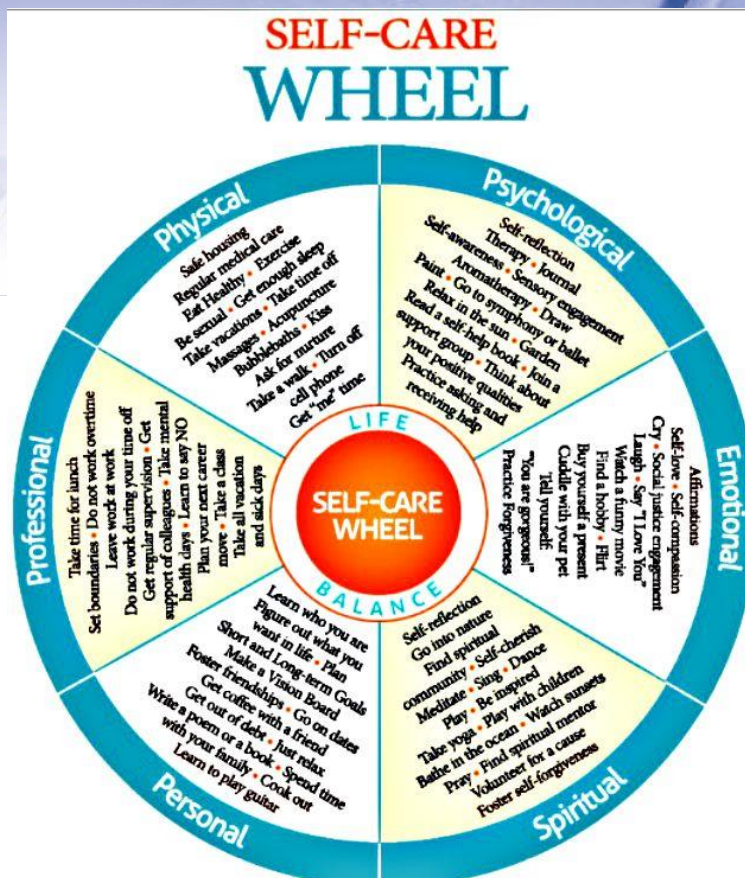 SELF-CARE
WHEEL
Physical
Safe housing
Regular medical care
Eat Healthy • Exercise
Be sexual • Get enough sleep
Take vacations • Take time off
Massages • Acupuncture
Bubblebaths • Kiss
Ask for nurture
Take a walk • Turn off
cell phone
Get "me" time
Psychological
Self-reflection
Therapy • Journal
Self-awareness • Sensory engagement
Aromatherapy • Draw
Paint • Go to symphony or ballet
Relax in the sun • Garden
Read a self-help book • Join a
support group • Think about
your positive qualities
Practice asking and
receiving help
Emotional
Affirmations
Self-love • Self-compassion
Cry • Social justice engagement
Laugh • Say "I Love You"
Watch a funny movie
Find a hobby • Flirt
Buy yourself a present
Cuddle with your pet
Tell yourself:
"You are gorgeous!"
Practice Forgiveness
Spiritual
Self-reflection
Go into nature
Find spiritual
community • Self-cherish
Meditate • Sing • Dance
Play • Be inspired
Take yoga • Play with children
Bathe in the ocean • Watch sunsets
Pray • Find spiritual mentor
Volunteer for a cause
Foster self-forgiveness
Personal
Learn who you are
Figure out what you
want in life • Plan
Short and Long-term Goals
Make a Vision Board
Foster friendships • Go on dates
Get coffee with a friend
Get out of debt • Just relax
Write a poem or a book • Spend time
with your family • Cook out
Learn to play guitar
Professional
Take time for lunch
Set boundaries • Do not work overtime
Leave work at work
Do not work during your time off
Get regular supervision • Get
support of colleagues • Take mental
health days • Learn to say NO
Plan your next career
move • Take a class
Take all vacation
and sick days
LIFE
SELF-CARE
WHEEL
BALANCE